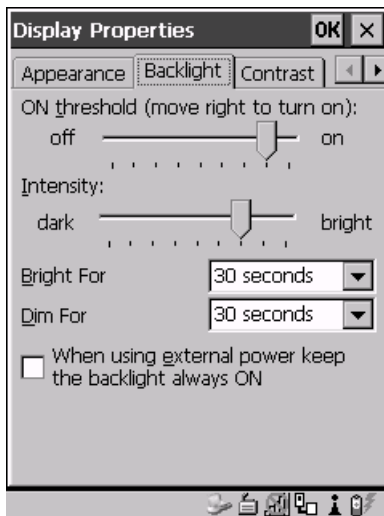 Display Properties OK ×
Appearance Backlight Contrast
ON threshold (move right to turn on):
off on
Intensity:
dark bright
Bright For 30 seconds
Dim For 30 seconds
When using external power keep
the backlight always ON